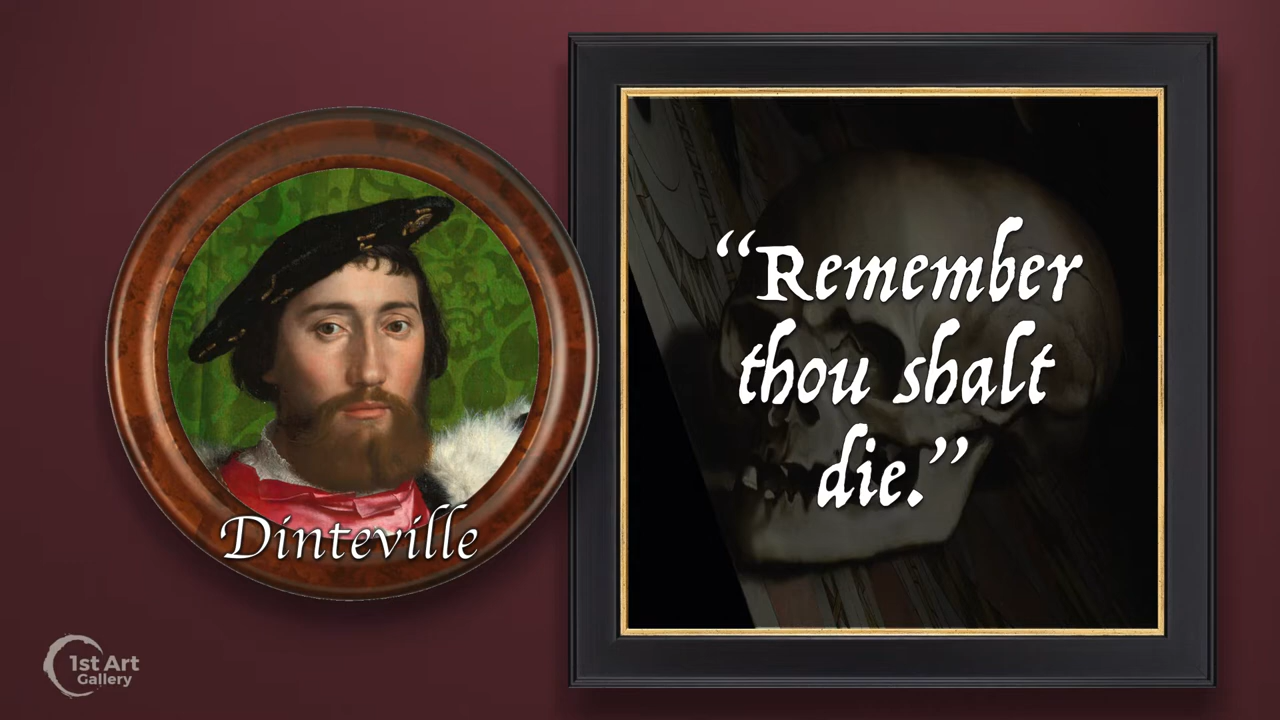 Dinteville
“Remember
thou shalt
die.”
1st Art
Gallery